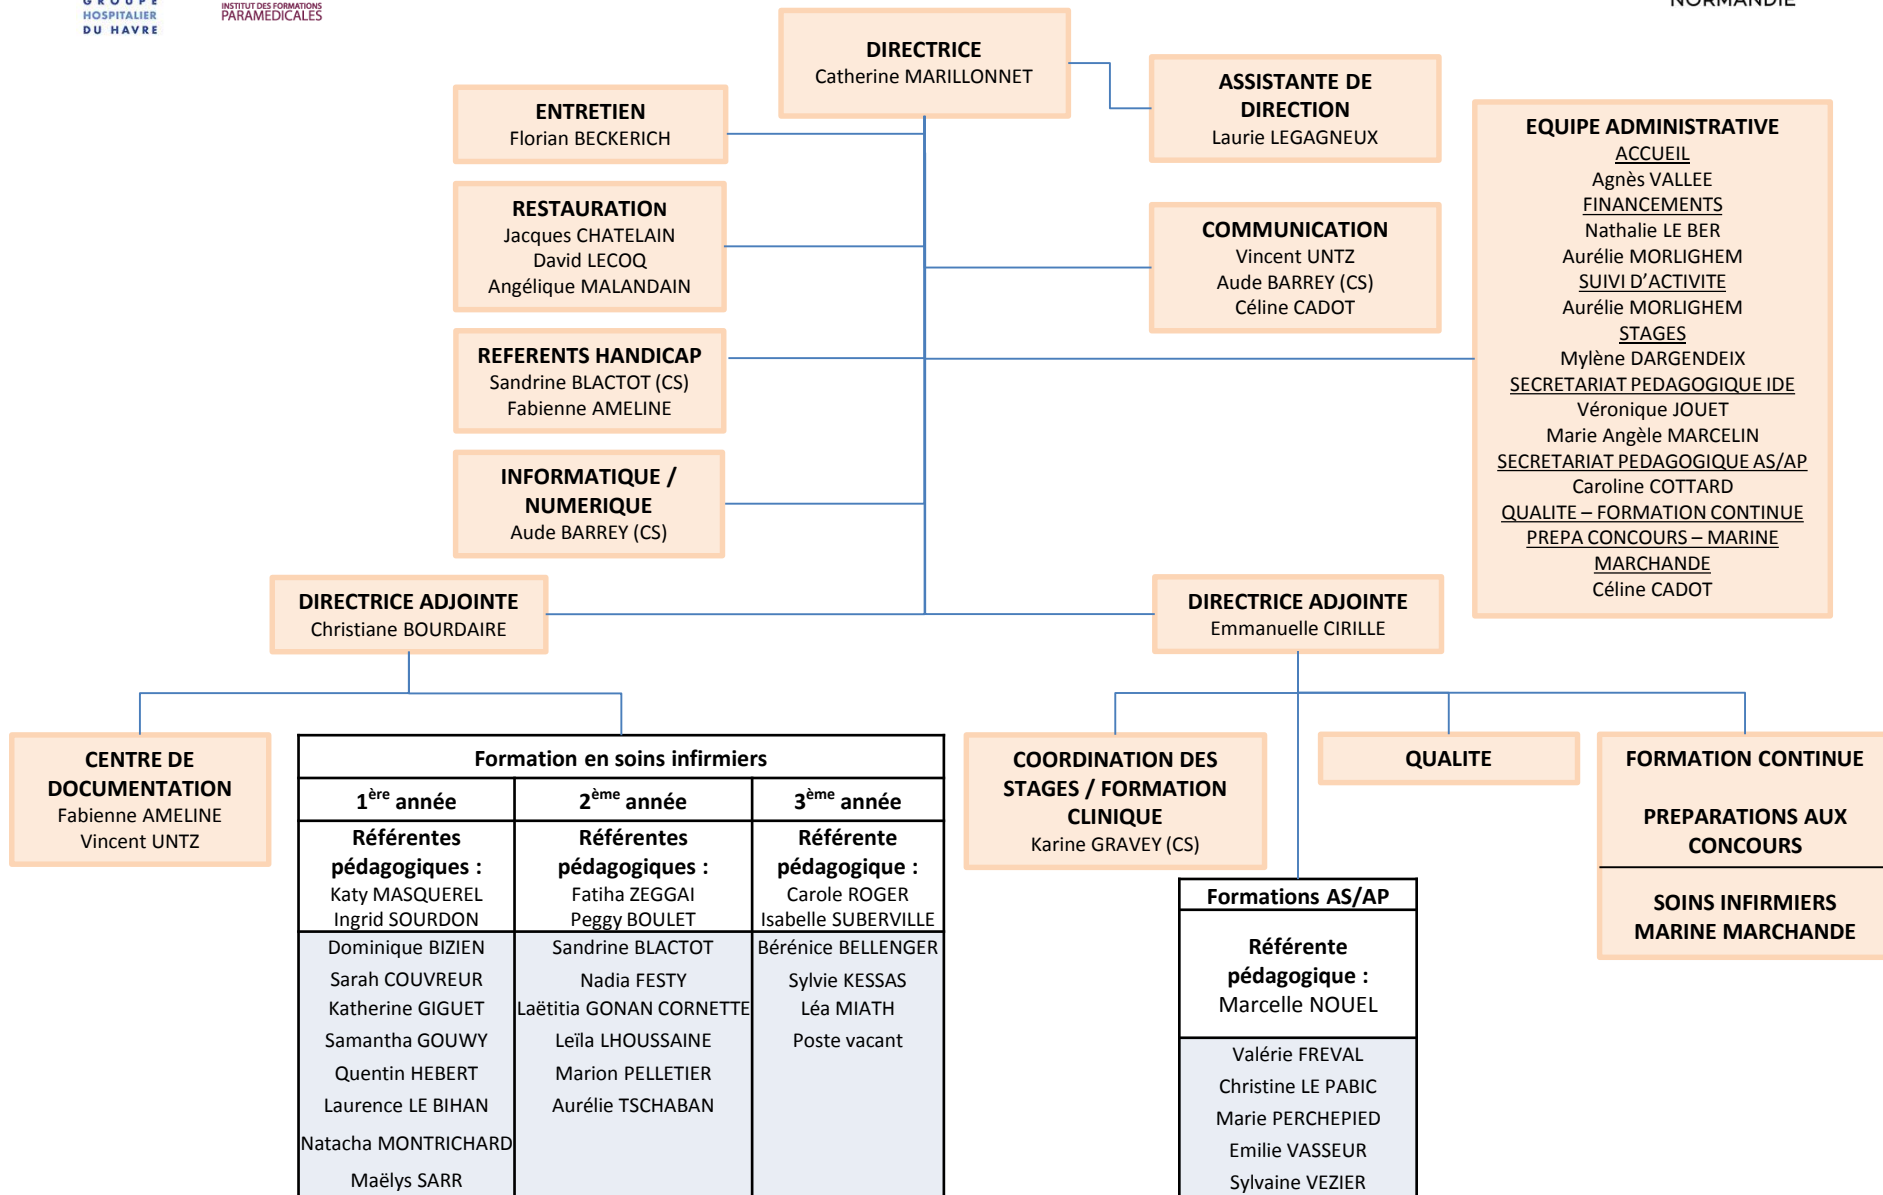 GROUPE
HOSPITALIER
DU HAVRE
INSTITUT DES FORMATIONS
PARAMEDICALES
NORMANDIE
DIRECTRICE
Catherine MARILLONNET
ASSISTANTE DE
DIRECTION
Laurie LEGAGNEUX
ENTRETIEN
Florian BECKERICH
RESTAURATION
Jacques CHATELAIN
David LECOQ
Angélique MALANDAIN
COMMUNICATION
Vincent UNTZ
Aude BARREY (CS)
Céline CADOT
REFERENTS HANDICAP
Sandrine BLACTOT (CS)
Fabienne AMELINE
INFORMATIQUE /
NUMERIQUE
Aude BARREY (CS)
EQUIPE ADMINISTRATIVE
ACCUEIL
Agnès VALLEE
FINANCEMENTS
Nathalie LE BER
Aurélie MORLIGHEM
SUIVI D’ACTIVITE
Aurélie MORLIGHEM
STAGES
Mylène DARGENDEIX
SECRETARIAT PEDAGOGIQUE IDE
Véronique JOUET
Marie Angèle MARCELIN
SECRETARIAT PEDAGOGIQUE AS/AP
Caroline COTTARD
QUALITE – FORMATION CONTINUE
PREPA CONCOURS – MARINE
MARCHANDE
Céline CADOT
DIRECTRICE ADJOINTE
Christiane BOURDAIRE
DIRECTRICE ADJOINTE
Emmanuelle CIRILLE
CENTRE DE
DOCUMENTATION
Fabienne AMELINE
Vincent UNTZ
Formation en soins infirmiers
1ère année
Référentes
pédagogiques :
Katy MASQUEREL
Ingrid SOURDON
Dominique BIZIEN
Sarah COUVREUR
Katherine GIGUET
Samantha GOUWY
Quentin HEBERT
Laurence LE BIHAN
Natacha MONTRICHARD
Maëlys SARR
2ème année
Référentes
pédagogiques :
Fatiha ZEGGAI
Peggy BOULET
Sandrine BLACTOT
Nadia FESTY
Laëtitia GONAN CORNETTE
Leïla LHOUSSAINE
Marion PELLETIER
Aurélie TSCHABAN
3ème année
Référente
pédagogique :
Carole ROGER
Isabelle SUBERVILLE
Bérénice BELLENGER
Sylvie KESSAS
Léa MIATH
Poste vacant
COORDINATION DES
STAGES / FORMATION
CLINIQUE
Karine GRAVEY (CS)
Formations AS/AP
Référente
pédagogique :
Marcelle NOUEL
Valérie FREVAL
Christine LE PABIC
Marie PERCHEPIED
Emilie VASSEUR
Sylvaine VEZIER
QUALITE
FORMATION CONTINUE
PREPARATIONS AUX
CONCOURS
SOINS INFIRMIERS
MARINE MARCHANDE